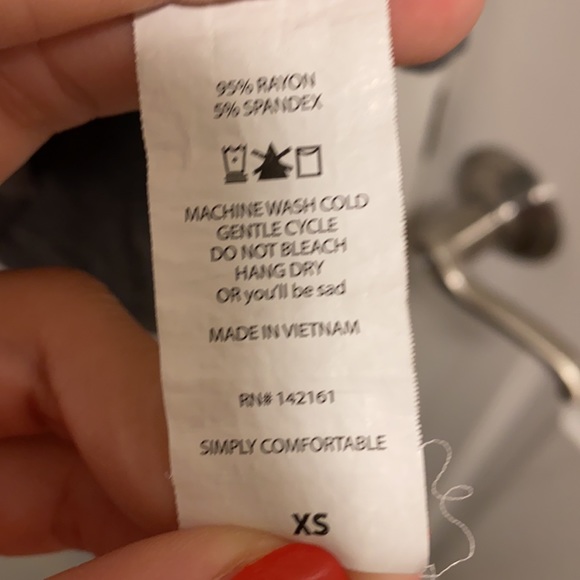 95% RAYON
5% SPANDEX
MACHINE WASH COLD
GENTLE CYCLE
DO NOT BLEACH
HANG DRY
OR you'll be sad
MADE IN VIETNAM
RN# 142161
SIMPLY COMFORTABLE
XS